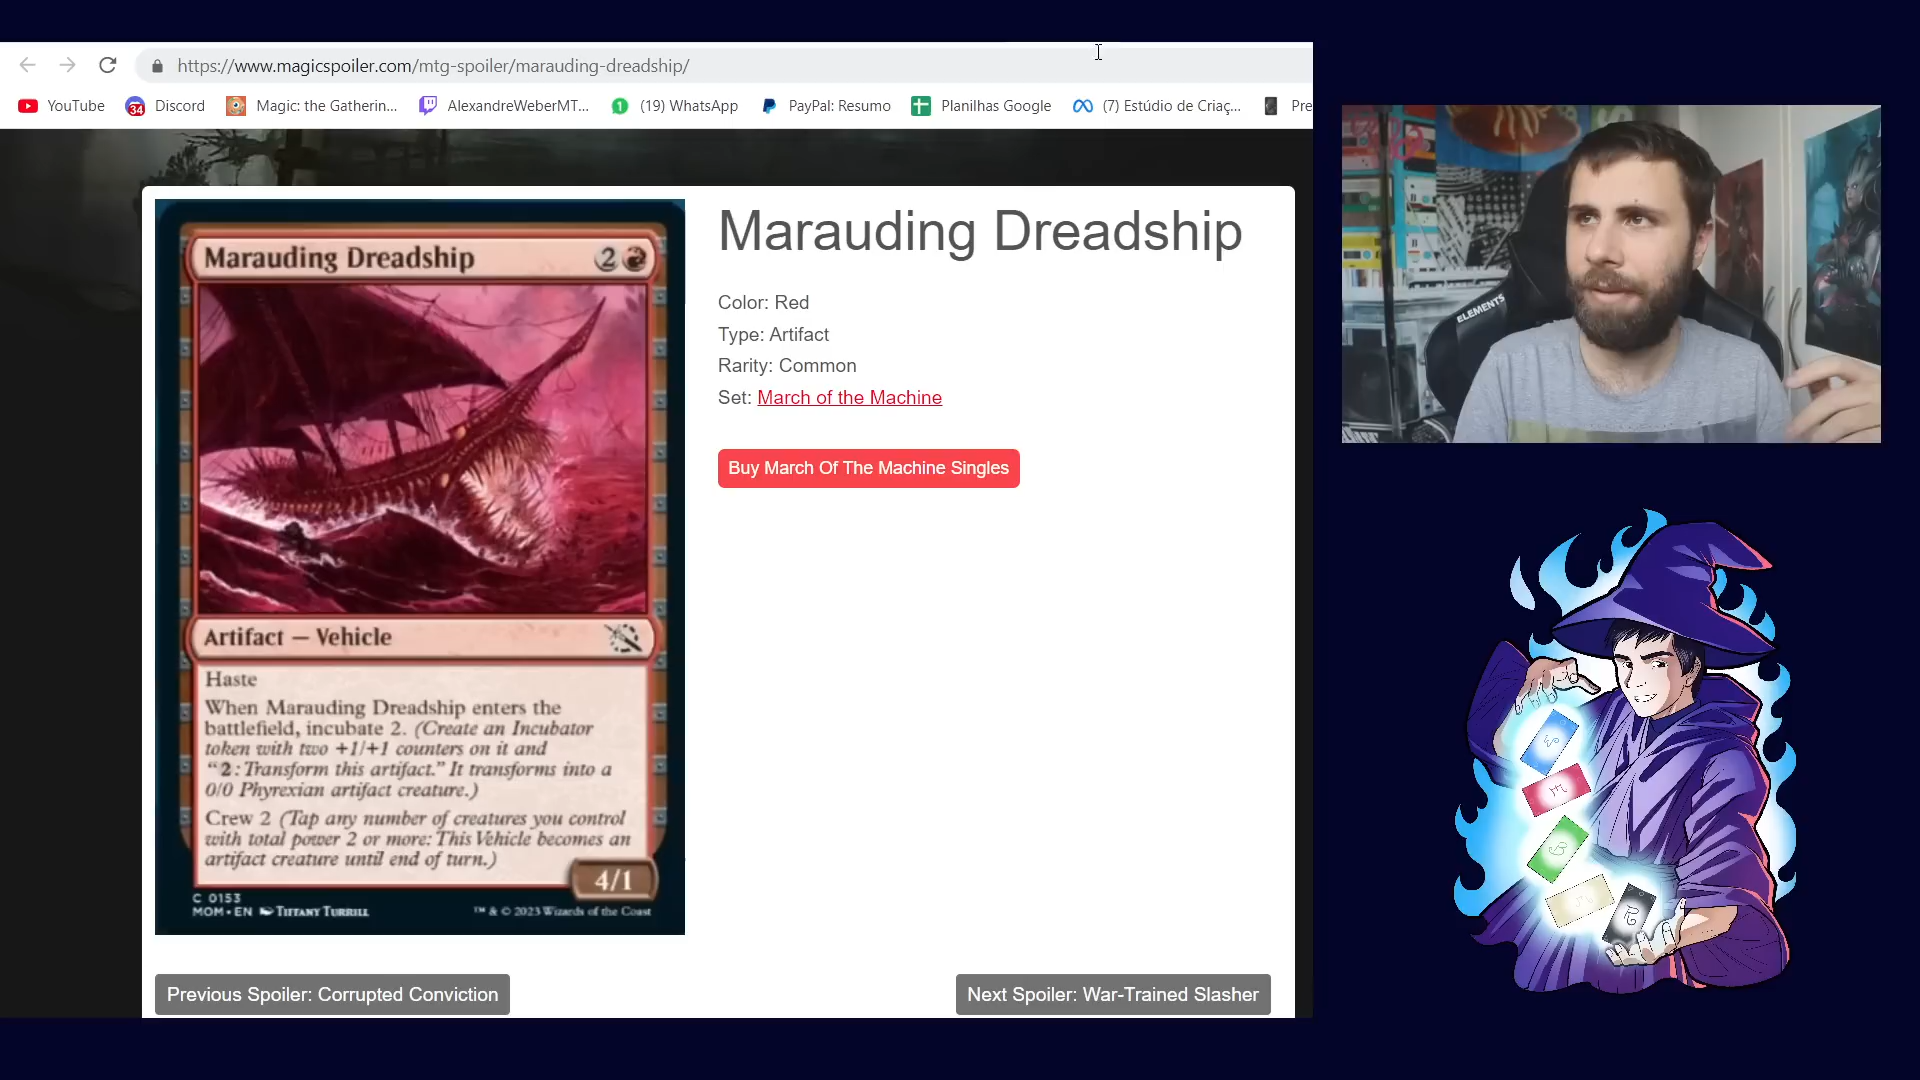 https://www.magicspoiler.com/mtg-spoiler/marauding-dreadship/
YouTube
34
Discord
Magic: the Gatherin...
AlexandreWeberMT...
1
(19) WhatsApp
PayPal: Resumo
Planilhas Google
(7) Estúdio de Criaç...
Pre
Marauding Dreadship
2
Artifact — Vehicle
Haste
When Marauding Dreadship enters the
battlefield, incubate 2. (Create an Incubator
token with two +1/+1 counters on it and
“2: Transform this artifact.” It transforms into a
0/0 Phyrexian artifact creature.)
Crew 2 (Tap any number of creatures you control
with total power 2 or more: This Vehicle becomes an
artifact creature until end of turn.)
4/1
C 0153
MOM • EN TIFFANY TURRILL
™ & © 2023 Wizards of the Coast
Marauding Dreadship
Color: Red
Type: Artifact
Rarity: Common
Set: March of the Machine
Buy March Of The Machine Singles
Previous Spoiler: Corrupted Conviction
Next Spoiler: War-Trained Slasher
ELEMENTS